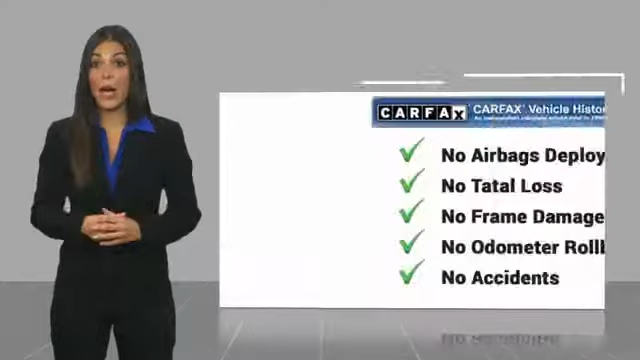 CARFAX CARFAX Vehicle Histo
No Airbags Deploy
No Tatal Loss
No Frame Damage
No Odometer Rollb
No Accidents